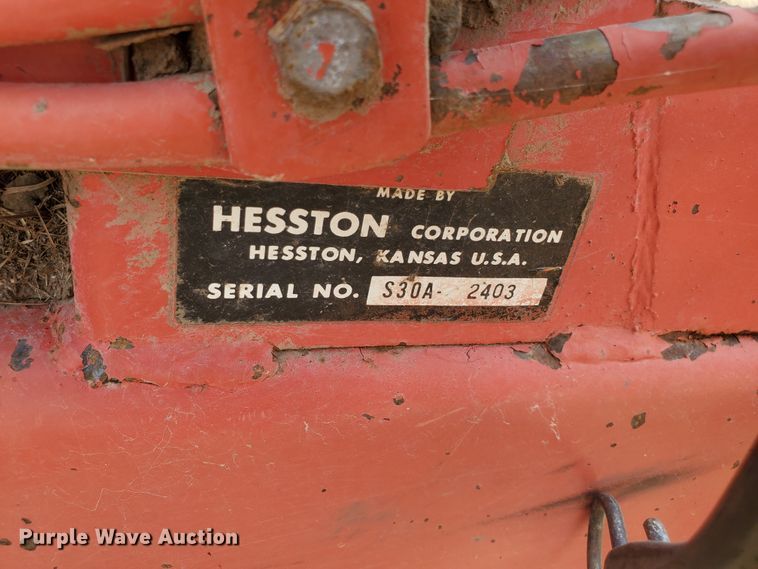 MADE BY
HESSTON CORPORATION
HESSTON, KANSAS U.S.A.
SERIAL NO. S30A- 2403
Purple Wave Auction